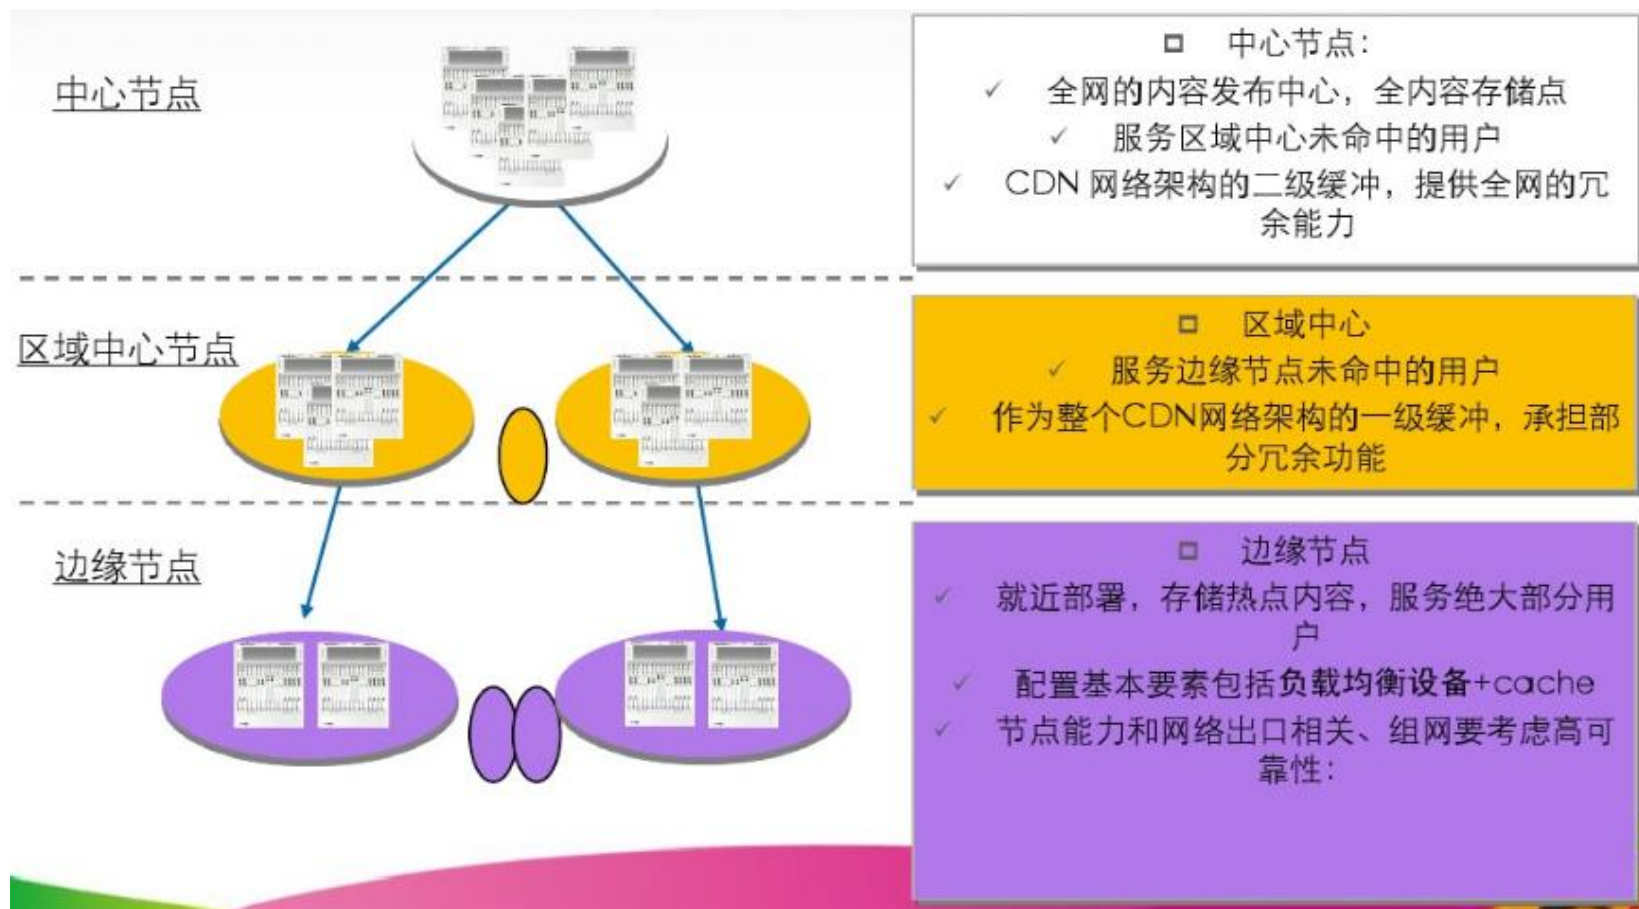 中心节点
中心节点：
全网的内容发布中心，全内容存储点
服务区域中心未命中的用户
CDN 网络架构的二级缓冲，提供全网的冗
余能力
区域中心节点
区域中心
服务边缘节点未命中的用户
作为整个CDN网络架构的一级缓冲，承担部
分冗余功能
边缘节点
边缘节点
就近部署，存储热点内容，服务绝大部分用
户
配置基本要素包括负载均衡设备+cache
节点能力和网络出口相关、组网要考虑高可
靠性：